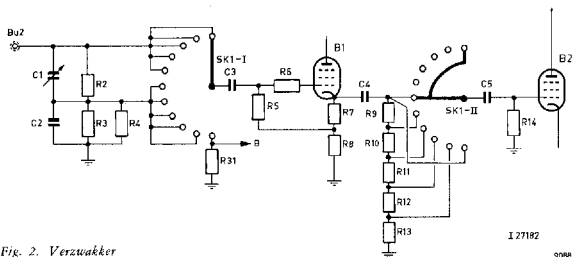 Bu2
C1
R2
C2
R3
R4
SK1-I
C3
R5
R6
B1
R7
R8
R31
B
C4
R9
R10
R11
R12
R13
SK1-II
C5
R14
B2
I 27182
Fig. 2. Verzwakker
9088